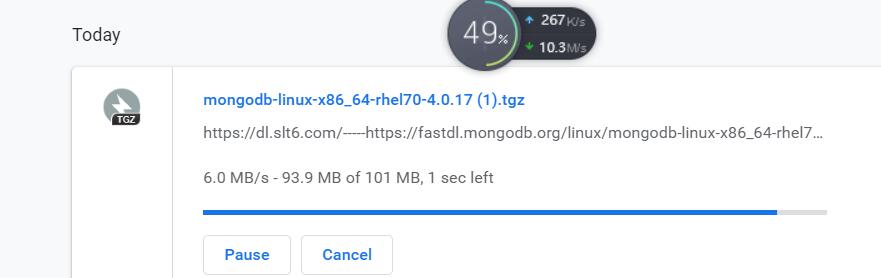 Today
49%
267K/s
10.3M/s
TGZ
mongodb-linux-x86_64-rhel70-4.0.17 (1).tgz
https://dl.slt6.com/-----https://fastdl.mongodb.org/linux/mongodb-linux-x86_64-rhel7...
6.0 MB/s - 93.9 MB of 101 MB, 1 sec left
Pause
Cancel